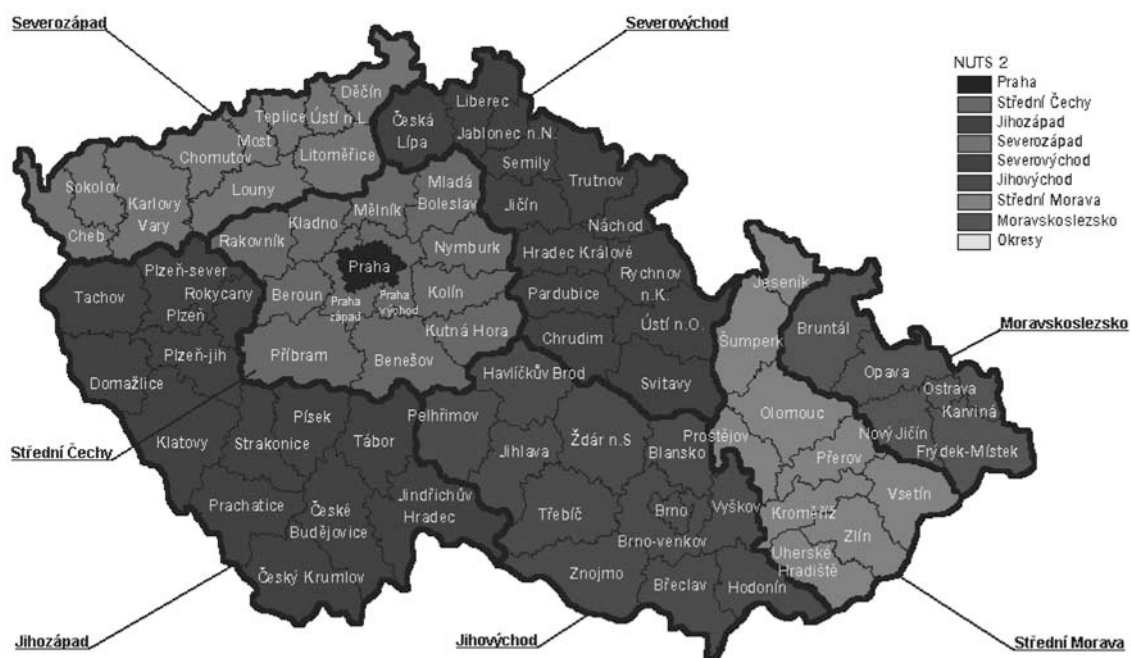 Severozápad
Severovýchod
NUTS 2
Praha
Střední Čechy
Jihozápad
Severozápad
Severovýchod
Jihovýchod
Střední Morava
Moravskoslezsko
Okresy
Děčín
Teplice
Ústí n.L.
Most
Chomutov
Litoměřice
Louny
Sokolov
Karlovy
Vary
Cheb
Česká
Lípa
Liberec
Jablonec n.N.
Semily
Trutnov
Jičín
Náchod
Hradec Králové
Rychnov
n.K.
Pardubice
Ústí n.O.
Chrudim
Svitavy
Mladá
Boleslav
Mělník
Kladno
Rakovník
Nymburk
Praha
Beroun
Praha
západ
Praha
východ
Kolín
Kutná Hora
Příbram
Benešov
Tachov
Plzeň-sever
Rokycany
Plzeň
Plzeň-jih
Domažlice
Klatovy
Písek
Strakonice
Tábor
Prachatice
České
Budějovice
Jindřichův
Hradec
Český Krumlov
Havlíčkův Brod
Pelhřimov
Jihlava
Ždár n.S
Blansko
Třebíč
Brno
Vyškov
Brno-venkov
Znojmo
Břeclav
Hodonín
Jeseník
Šumperk
Olomouc
Prostějov
Přerov
Kroměříž
Vsetín
Zlín
Uherské
Hradiště
Bruntál
Opava
Ostrava
Karviná
Nový Jičín
Frýdek-Místek
Moravskoslezsko
Střední Čechy
Jihozápad
Jihovýchod
Střední Morava